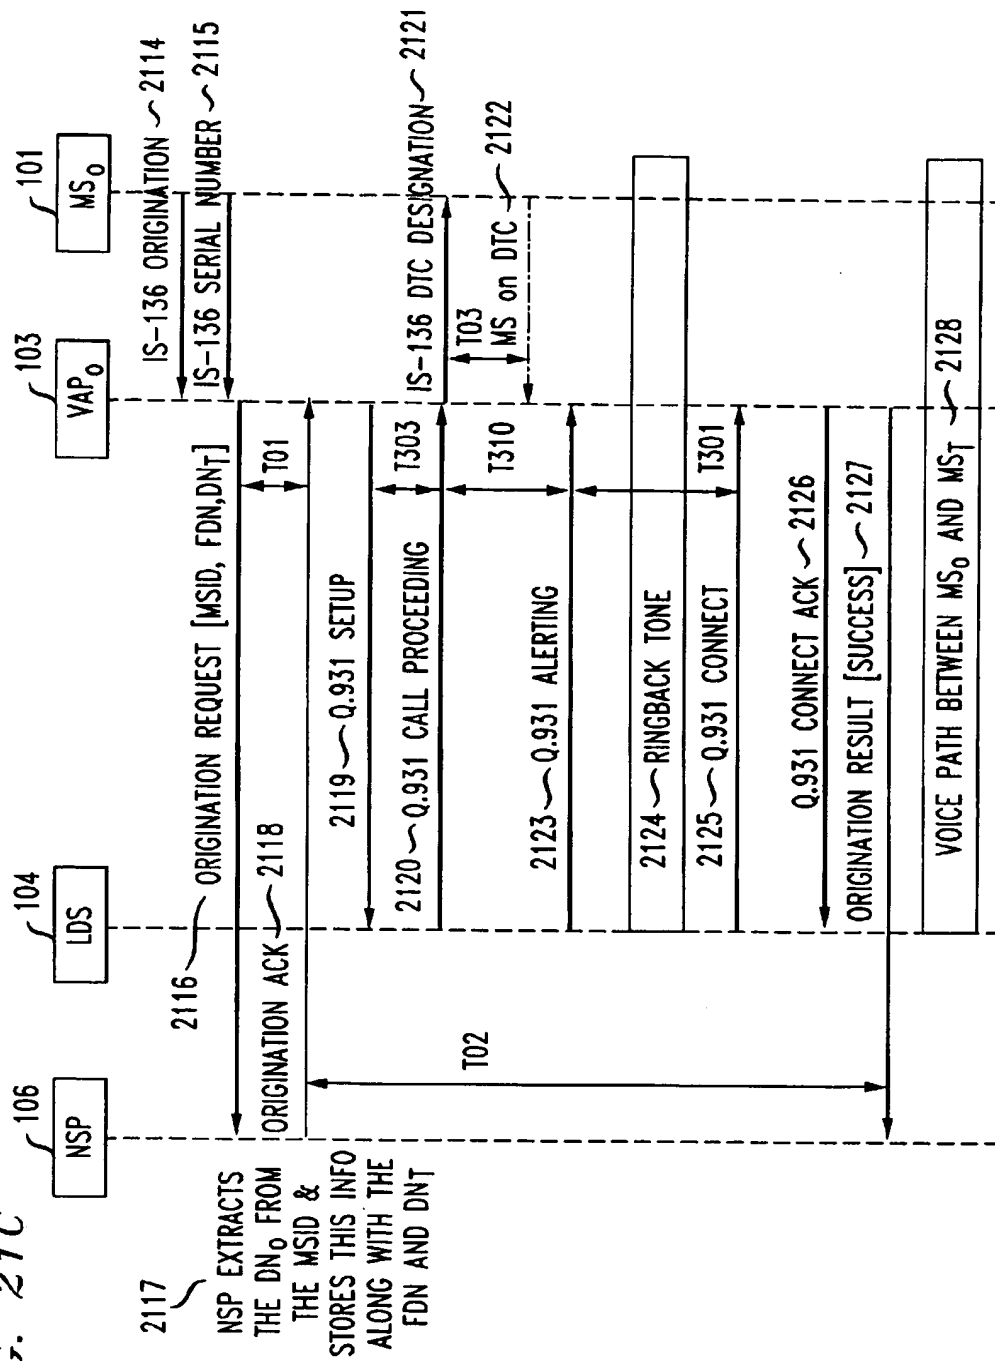 G. 21C
106
NSP
104
LDS
103
VAP0
101
MS0
IS-136 ORIGINATION ~ 2114
IS-136 SERIAL NUMBER ~ 2115
2116 ORIGINATION REQUEST [MSID, FDN,DNT]
T01
2117
NSP EXTRACTS
THE DN0 FROM
THE MSID &
STORES THIS INFO
ALONG WITH THE
FDN AND DNT
ORIGINATION ACK ~ 2118
2119 ~ Q.931 SETUP
T303
2120 ~ Q.931 CALL PROCEEDING
IS-136 DTC DESIGNATION ~ 2121
T310
T03
MS on DTC ~ 2122
2123 ~ Q.931 ALERTING
T02
2124 ~ RINGBACK TONE
T301
2125 ~ Q.931 CONNECT
Q.931 CONNECT ACK ~ 2126
ORIGINATION RESULT [SUCCESS] ~ 2127
VOICE PATH BETWEEN MS0 AND MST ~ 2128